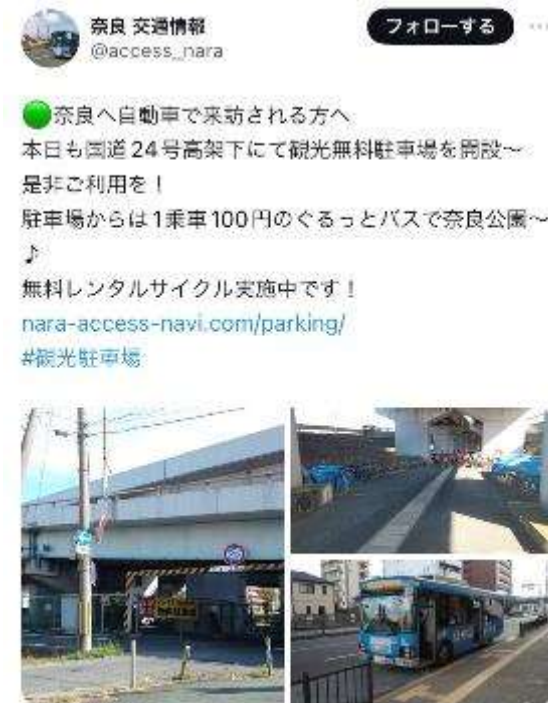 奈良 交通情報
フォローする
@access_nara
🟢奈良へ自動車で来訪される方へ
本日も国道24号高架下にて観光無料駐車場を開設〜
是非ご利用を！
駐車場からは1乗車100円のぐるっとバスで奈良公園〜
♪
無料レンタルサイクル実施中です！
nara-access-navi.com/parking/
#観光駐車場